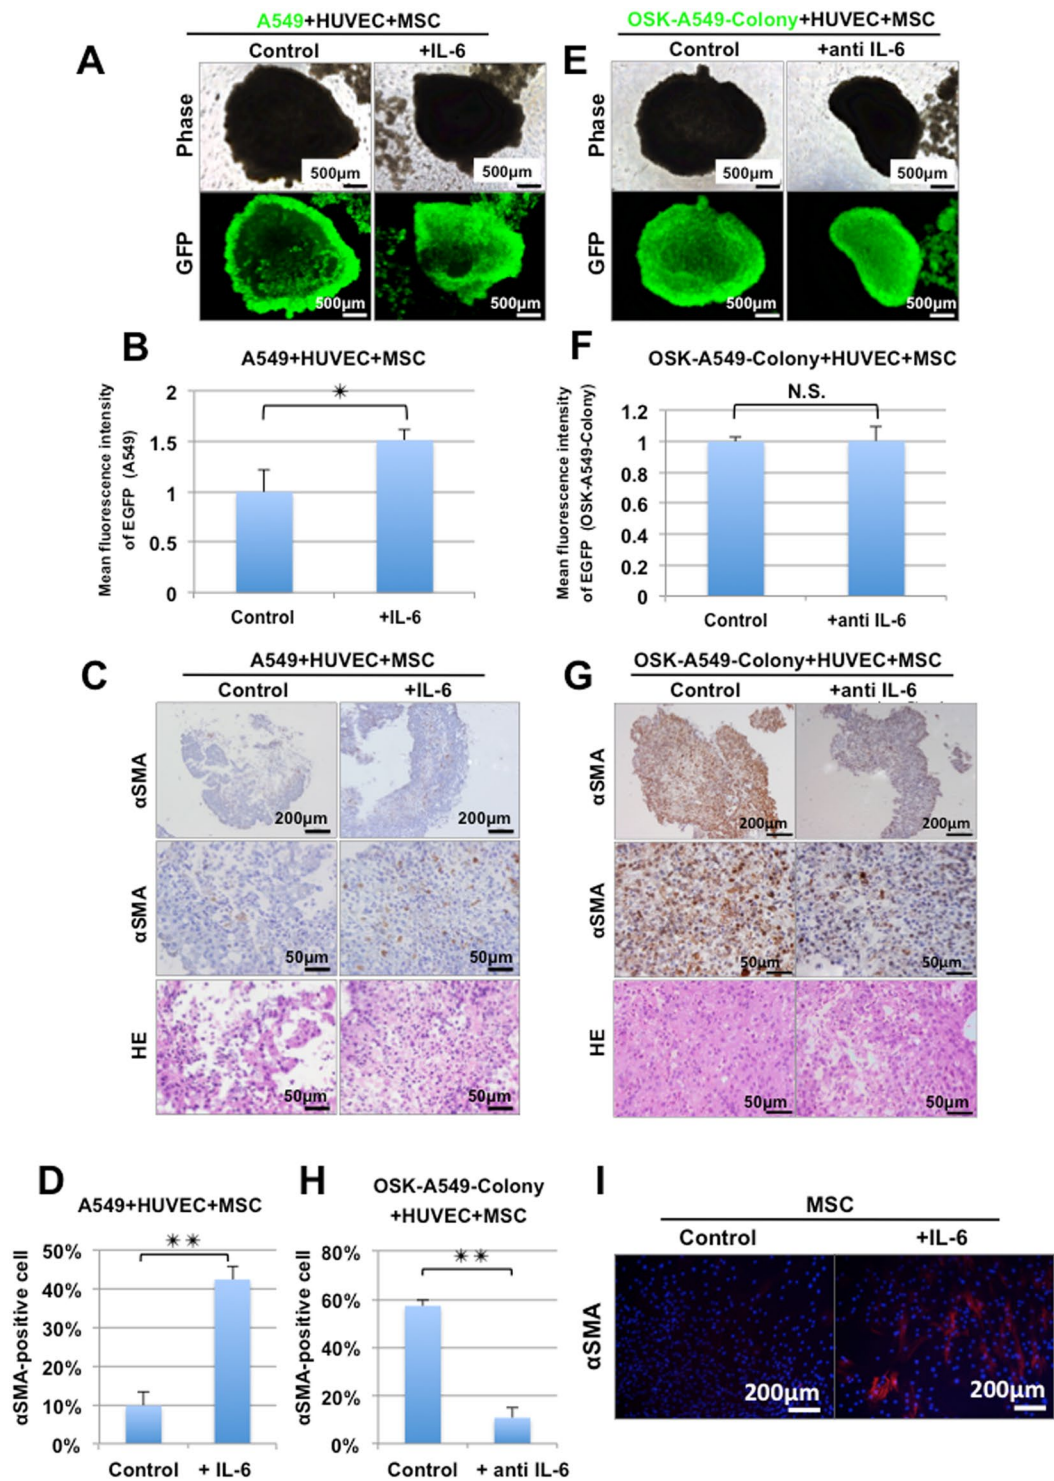 A
A549+HUVEC+MSC
Control
+IL-6
Phase
500μm
500μm
GFP
500μm
500μm
E
OSK-A549-Colony+HUVEC+MSC
Control
+anti IL-6
Phase
500μm
500μm
GFP
500μm
500μm
B
A549+HUVEC+MSC
Mean fluorescence intensity
of EGFP (A549)
2
1.5
1
0.5
0
✳
Control
+IL-6
F
OSK-A549-Colony+HUVEC+MSC
Mean fluorescence intensity
of EGFP (OSK-A549-Colony)
1.2
1
0.8
0.6
0.4
0.2
0
N.S.
Control
+anti IL-6
C
A549+HUVEC+MSC
Control
+IL-6
αSMA
200μm
200μm
αSMA
50μm
50μm
HE
50μm
50μm
G
OSK-A549-Colony+HUVEC+MSC
Control
+anti IL-6
αSMA
200μm
200μm
αSMA
50μm
50μm
HE
50μm
50μm
D
A549+HUVEC+MSC
αSMA-positive cell
50%
40%
30%
20%
10%
0%
✳✳
Control
+ IL-6
H
OSK-A549-Colony
+HUVEC+MSC
αSMA-positive cell
80%
60%
40%
20%
0%
✳✳
Control
+ anti IL-6
I
MSC
Control
+IL-6
αSMA
200μm
200μm